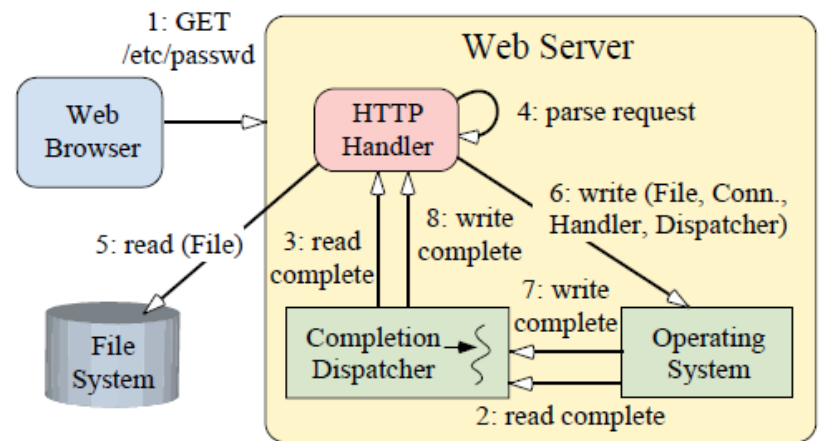 1: GET
/etc/passwd
Web Server
Web
Browser
HTTP
Handler
4: parse request
5: read (File)
3: read
complete
8: write
complete
6: write (File, Conn.,
Handler, Dispatcher)
7: write
complete
File
System
Completion
Dispatcher
Operating
System
2: read complete